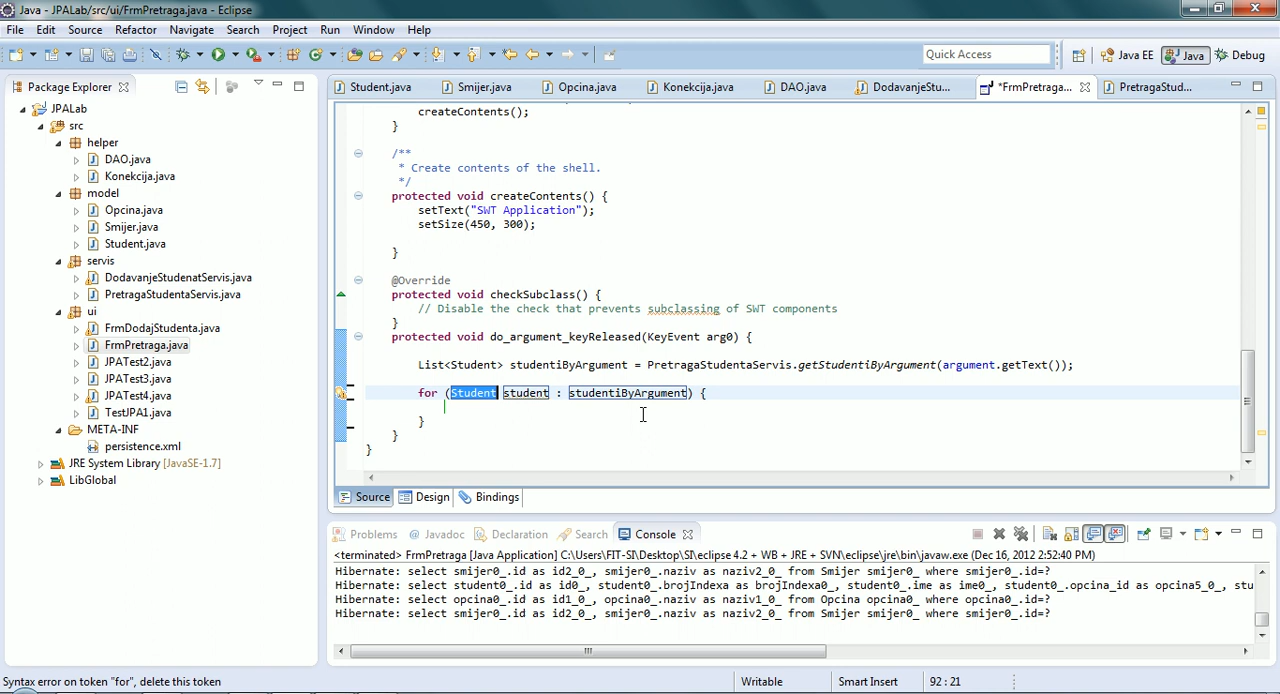 Java - JPALab/src/ui/FrmPretraga.java - Eclipse
File Edit Source Refactor Navigate Search Project Run Window Help
Quick Access
Java EE
Java
Debug
Package Explorer
JPALab
src
helper
DAO.java
Konekcija.java
model
Opcina.java
Smijer.java
Student.java
servis
DodavanjeStudenatServis.java
PretragaStudentaServis.java
ui
FrmDodajStudenta.java
FrmPretraga.java
JPATest2.java
JPATest3.java
JPATest4.java
TestJPA1.java
META-INF
persistence.xml
JRE System Library [JavaSE-1.7]
LibGlobal
Student.java Smijer.java Opcina.java Konekcija.java DAO.java DodavanjeStu... *FrmPretraga... PretragaStud...
createContents();
}
/**
* Create contents of the shell.
*/
protected void createContents() {
setText("SWT Application");
setSize(450, 300);
}
@Override
protected void checkSubclass() {
// Disable the check that prevents subclassing of SWT components
}
protected void do_argument_keyReleased(KeyEvent arg0) {
List<Student> studentiByArgument = PretragaStudentaServis.getStudentiByArgument(argument.getText());
for (Student student : studentiByArgument) {
}
}
}
Source Design Bindings
Problems @ Javadoc Declaration Search Console
<terminated> FrmPretraga [Java Application] C:\Users\FIT-SI\Desktop\SI\eclipse 4.2 + WB + JRE + SVN\eclipse\jre\bin\javaw.exe (Dec 16, 2012 2:52:40 PM)
Hibernate: select smijer0_.id as id2_0_, smijer0_.naziv as naziv2_0_ from Smijer smijer0_ where smijer0_.id=?
Hibernate: select student0_.id as id0_, student0_.brojIndexa as brojIndexa0_, student0_.ime as ime0_, student0_.opcina_id as opcina5_0_, stu
Hibernate: select opcina0_.id as id1_0_, opcina0_.naziv as naziv1_0_ from Opcina opcina0_ where opcina0_.id=?
Hibernate: select smijer0_.id as id2_0_, smijer0_.naziv as naziv2_0_ from Smijer smijer0_ where smijer0_.id=?
Syntax error on token "for", delete this token
Writable
Smart Insert
92 : 21